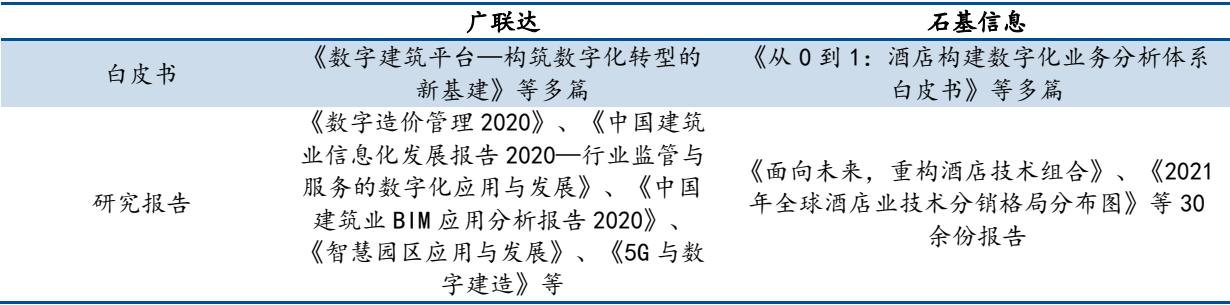 广联达 石基信息
白皮书
《数字建筑平台—构筑数字化转型的
新基建》等多篇
《从 0 到 1：酒店构建数字化业务分析体系
白皮书》等多篇
研究报告
《数字造价管理 2020》、《中国建筑
业信息化发展报告 2020—行业监管与
服务的数字化应用与发展》、《中国
建筑业 BIM 应用分析报告 2020》、
《智慧园区应用与发展》、《5G 与数
字建造》等
《面向未来，重构酒店技术组合》、《2021
年全球酒店业技术分销格局分布图》等 30
余份报告